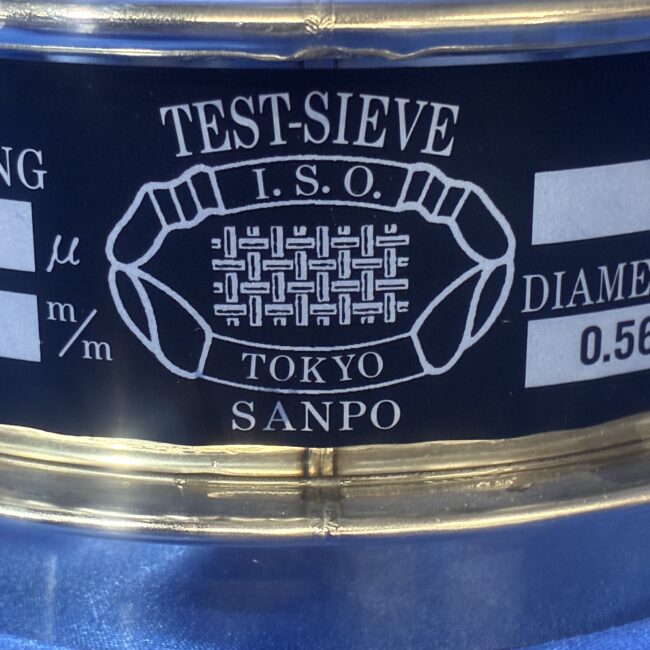 TEST-SIEVE
I. S. O.
NG
μ
m/m
DIAME
0.56
TOKYO
SANPO